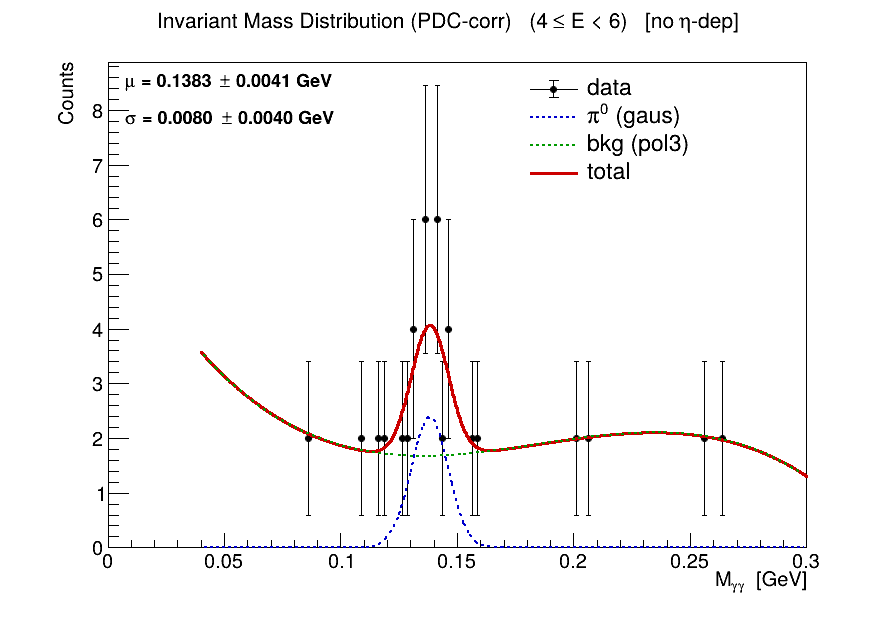 Invariant Mass Distribution (PDC-corr) (4 ≤ E < 6) [no η-dep]
Counts
μ = 0.1383 ± 0.0041 GeV
σ = 0.0080 ± 0.0040 GeV
data
π⁰ (gaus)
bkg (pol3)
total
8
7
6
5
4
3
2
1
0
0 0.05 0.1 0.15 0.2 0.25 0.3
M_γγ [GeV]